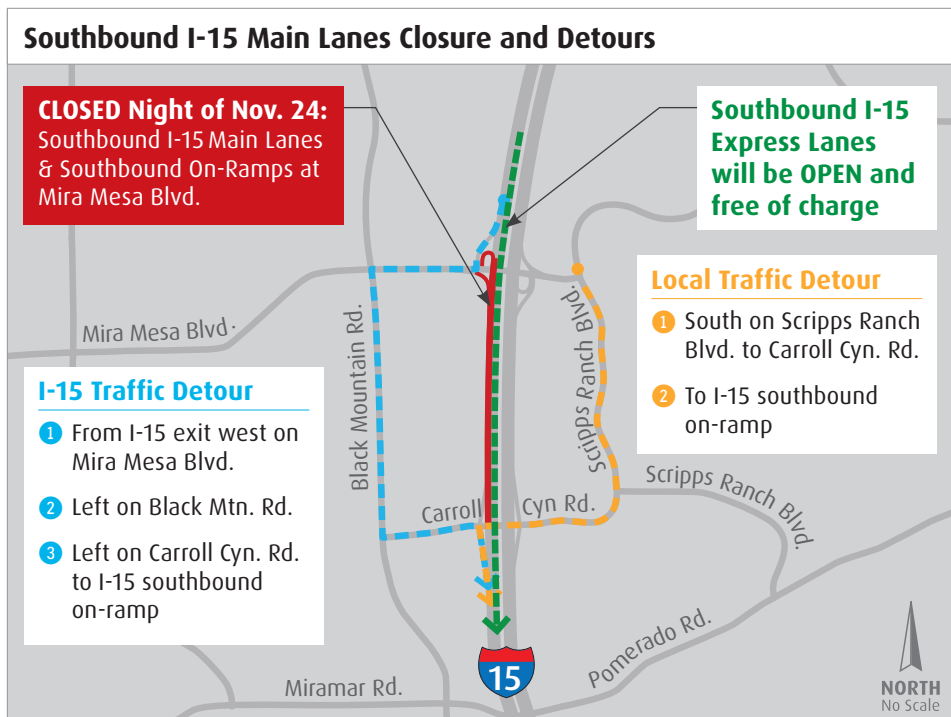 Southbound I-15 Main Lanes Closure and Detours
CLOSED Night of Nov. 24:
Southbound I-15 Main Lanes
& Southbound On-Ramps at
Mira Mesa Blvd.
Southbound I-15
Express Lanes
will be OPEN and
free of charge
Local Traffic Detour
1 South on Scripps Ranch
Blvd. to Carroll Cyn. Rd.
2 To I-15 southbound
on-ramp
Mira Mesa Blvd.
Black Mountain Rd.
Scripps Ranch Blvd.
I-15 Traffic Detour
1 From I-15 exit west on
Mira Mesa Blvd.
2 Left on Black Mtn. Rd.
3 Left on Carroll Cyn. Rd.
to I-15 southbound
on-ramp
Carroll Cyn Rd.
Scripps Ranch Blvd.
Pomerado Rd.
Miramar Rd.
15
NORTH
No Scale